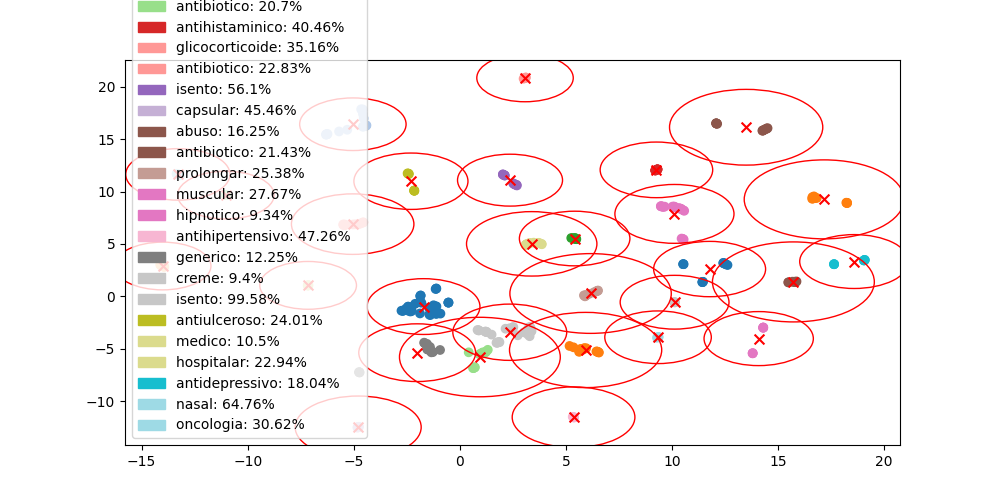 antibiotico: 20.7%
antihistaminico: 40.46%
glicocorticoide: 35.16%
antibiotico: 22.83%
isento: 56.1%
capsular: 45.46%
abuso: 16.25%
antibiotico: 21.43%
prolongar: 25.38%
muscular: 27.67%
hipnotico: 9.34%
antihipertensivo: 47.26%
generico: 12.25%
creme: 9.4%
isento: 99.58%
antiulceroso: 24.01%
medico: 10.5%
hospitalar: 22.94%
antidepressivo: 18.04%
nasal: 64.76%
oncologia: 30.62%
20
15
10
5
0
−5
−10
−15 −10 −5 0 5 10 15 20